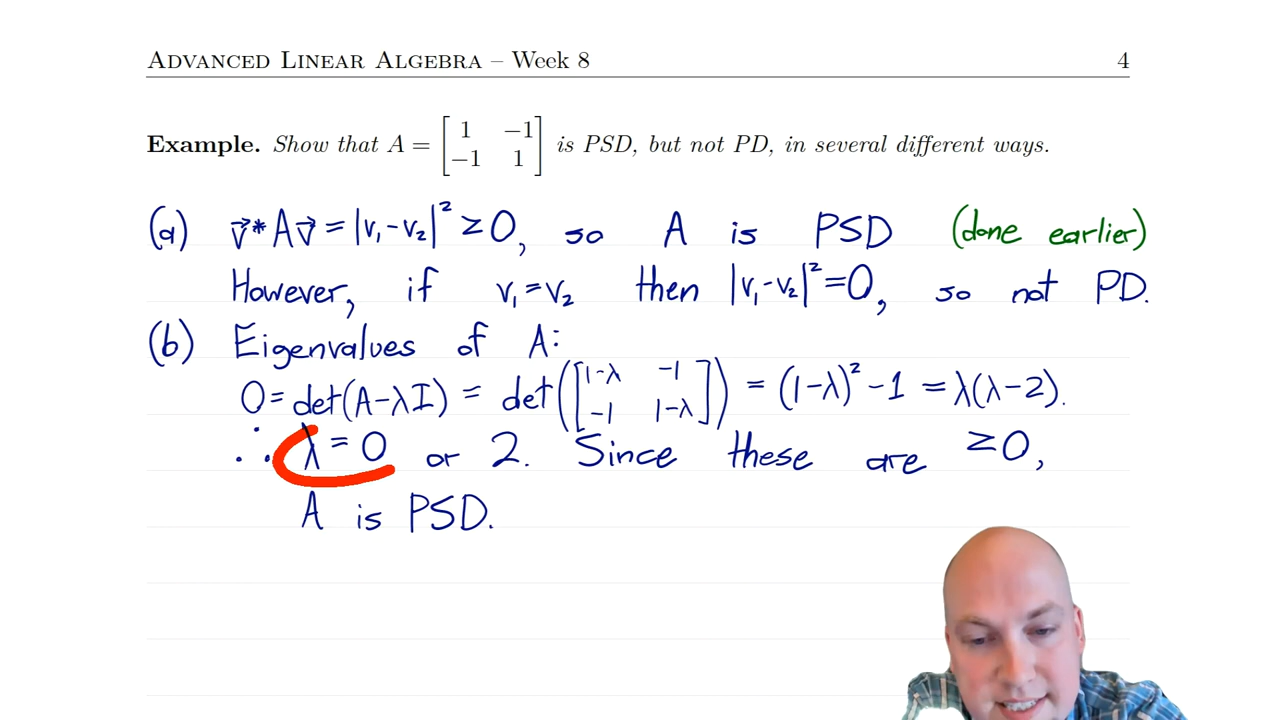 ADVANCED LINEAR ALGEBRA – Week 8 4
Example. Show that A = [1 −1; −1 1] is PSD, but not PD, in several different ways.
(a) v⃗* A v⃗ = |v₁ - v₂|² ≥ 0, so A is PSD (done earlier)
However, if v₁ = v₂ then |v₁ - v₂|² = 0, so not PD.
(b) Eigenvalues of A:
0 = det(A - λI) = det([1-λ -1; -1 1-λ]) = (1-λ)² - 1 = λ(λ-2).
∴ λ = 0 or 2. Since these are ≥ 0,
A is PSD.